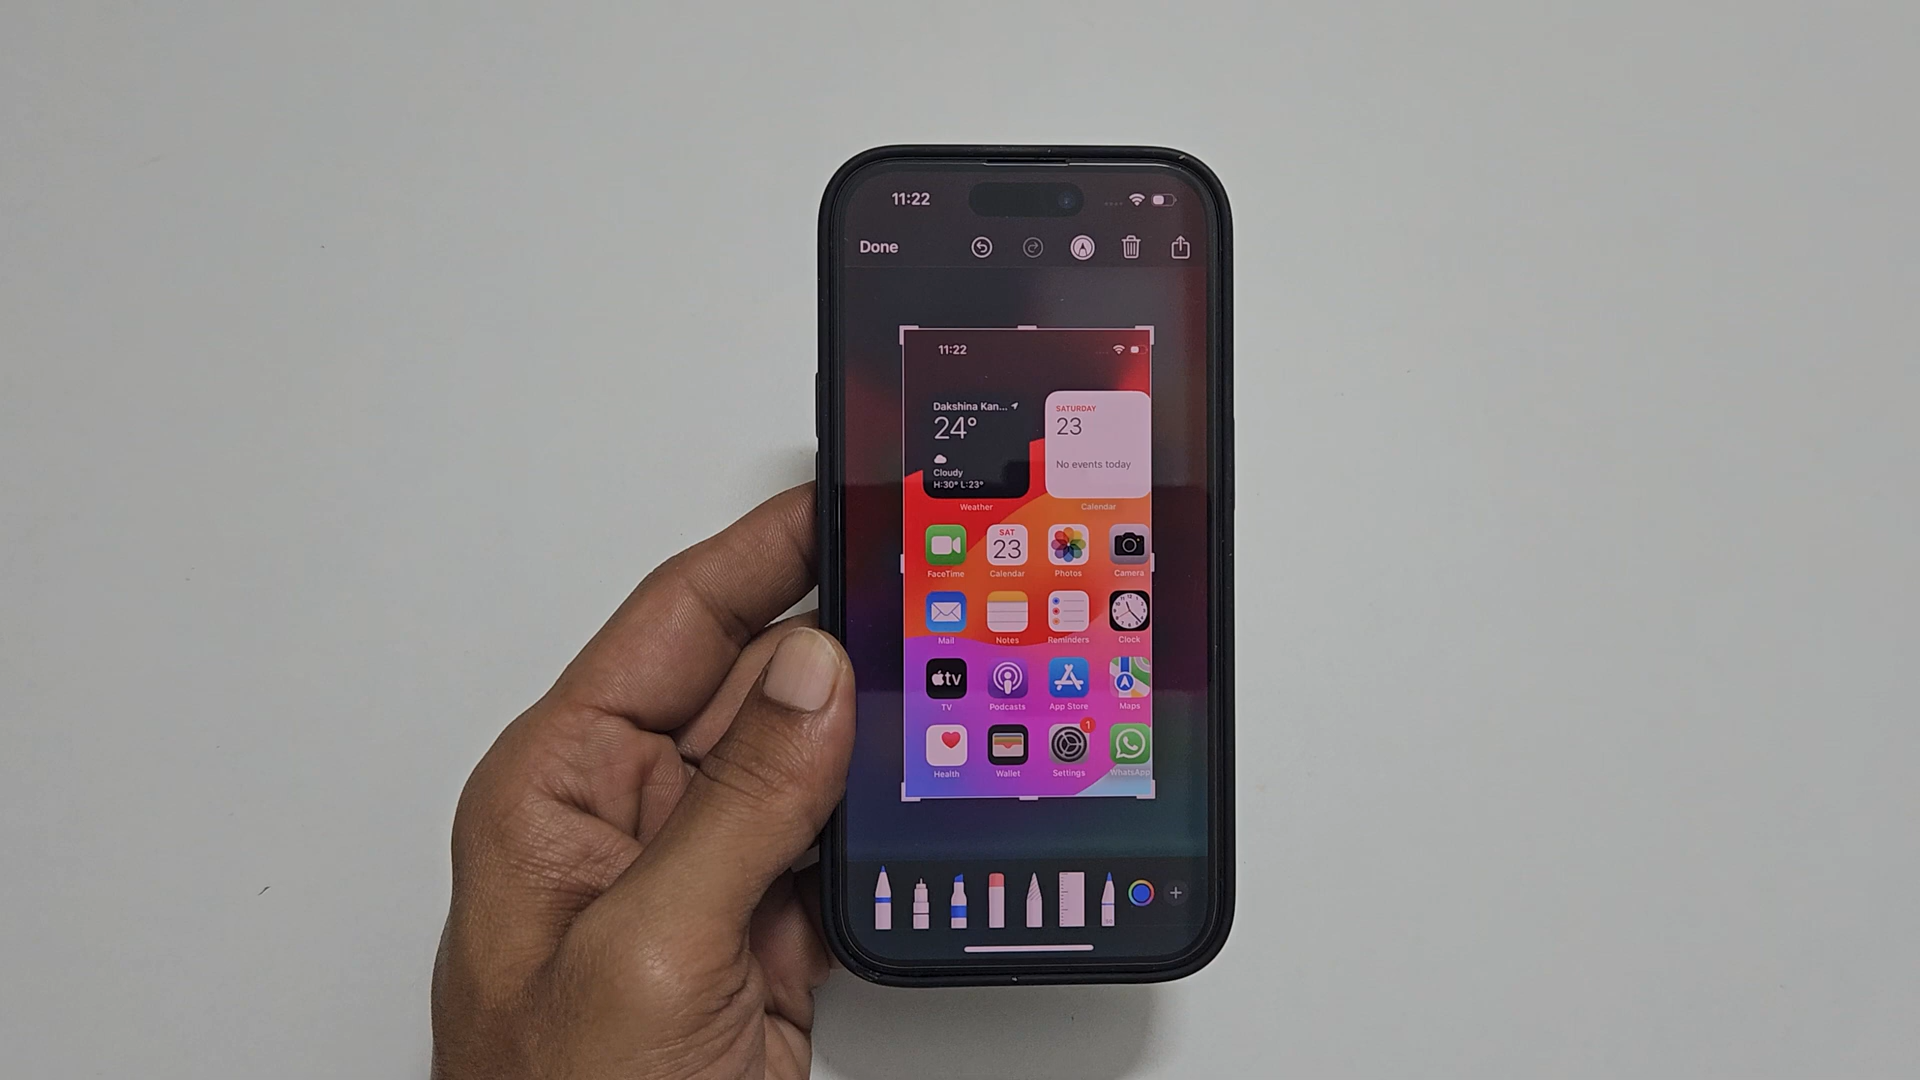 11:22
Done
11:22
Dakshina Kan...
24°
Cloudy
H:30° L:23°
Weather
SATURDAY
23
No events today
Calendar
SAT
23
FaceTime Calendar Photos Camera
Mail Notes Reminders Clock
tv
TV Podcasts App Store Maps
1
Health Wallet Settings WhatsApp